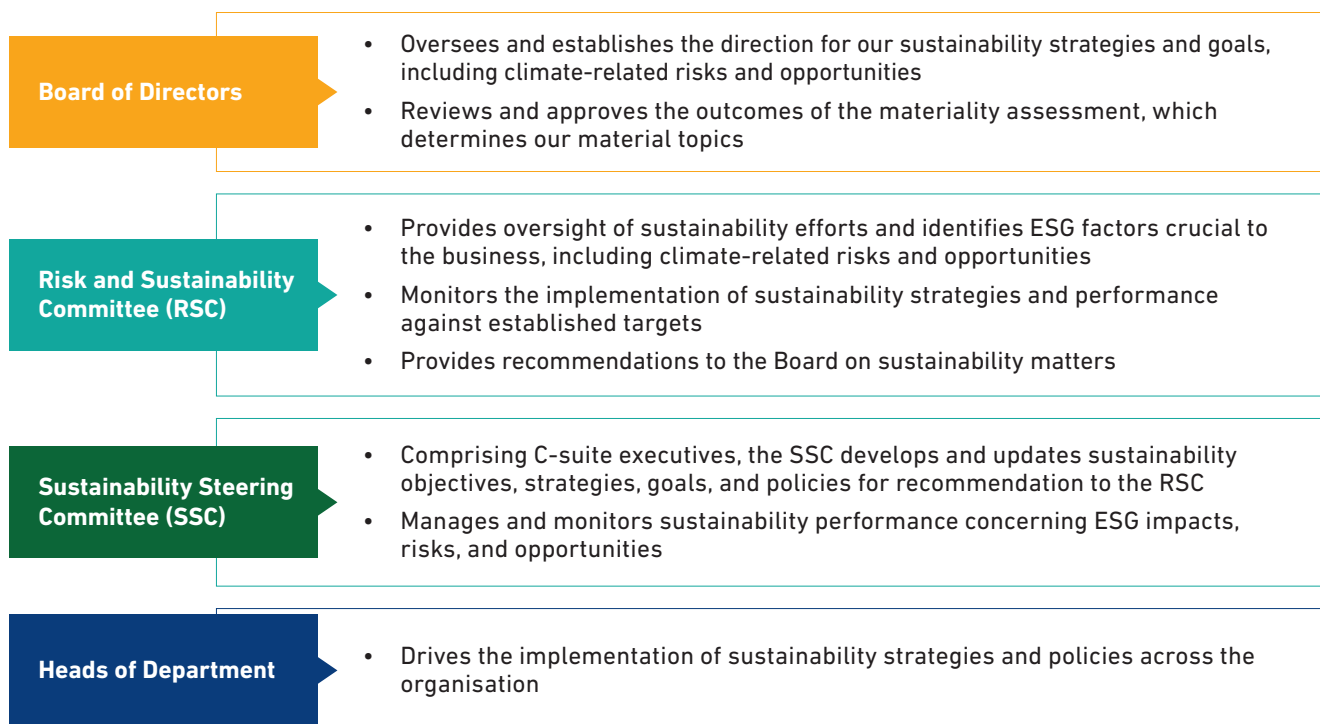 Board of Directors
• Oversees and establishes the direction for our sustainability strategies and goals,
including climate-related risks and opportunities
• Reviews and approves the outcomes of the materiality assessment, which
determines our material topics
Risk and Sustainability
Committee (RSC)
• Provides oversight of sustainability efforts and identifies ESG factors crucial to
the business, including climate-related risks and opportunities
• Monitors the implementation of sustainability strategies and performance
against established targets
• Provides recommendations to the Board on sustainability matters
Sustainability Steering
Committee (SSC)
• Comprising C-suite executives, the SSC develops and updates sustainability
objectives, strategies, goals, and policies for recommendation to the RSC
• Manages and monitors sustainability performance concerning ESG impacts,
risks, and opportunities
Heads of Department
• Drives the implementation of sustainability strategies and policies across the
organisation